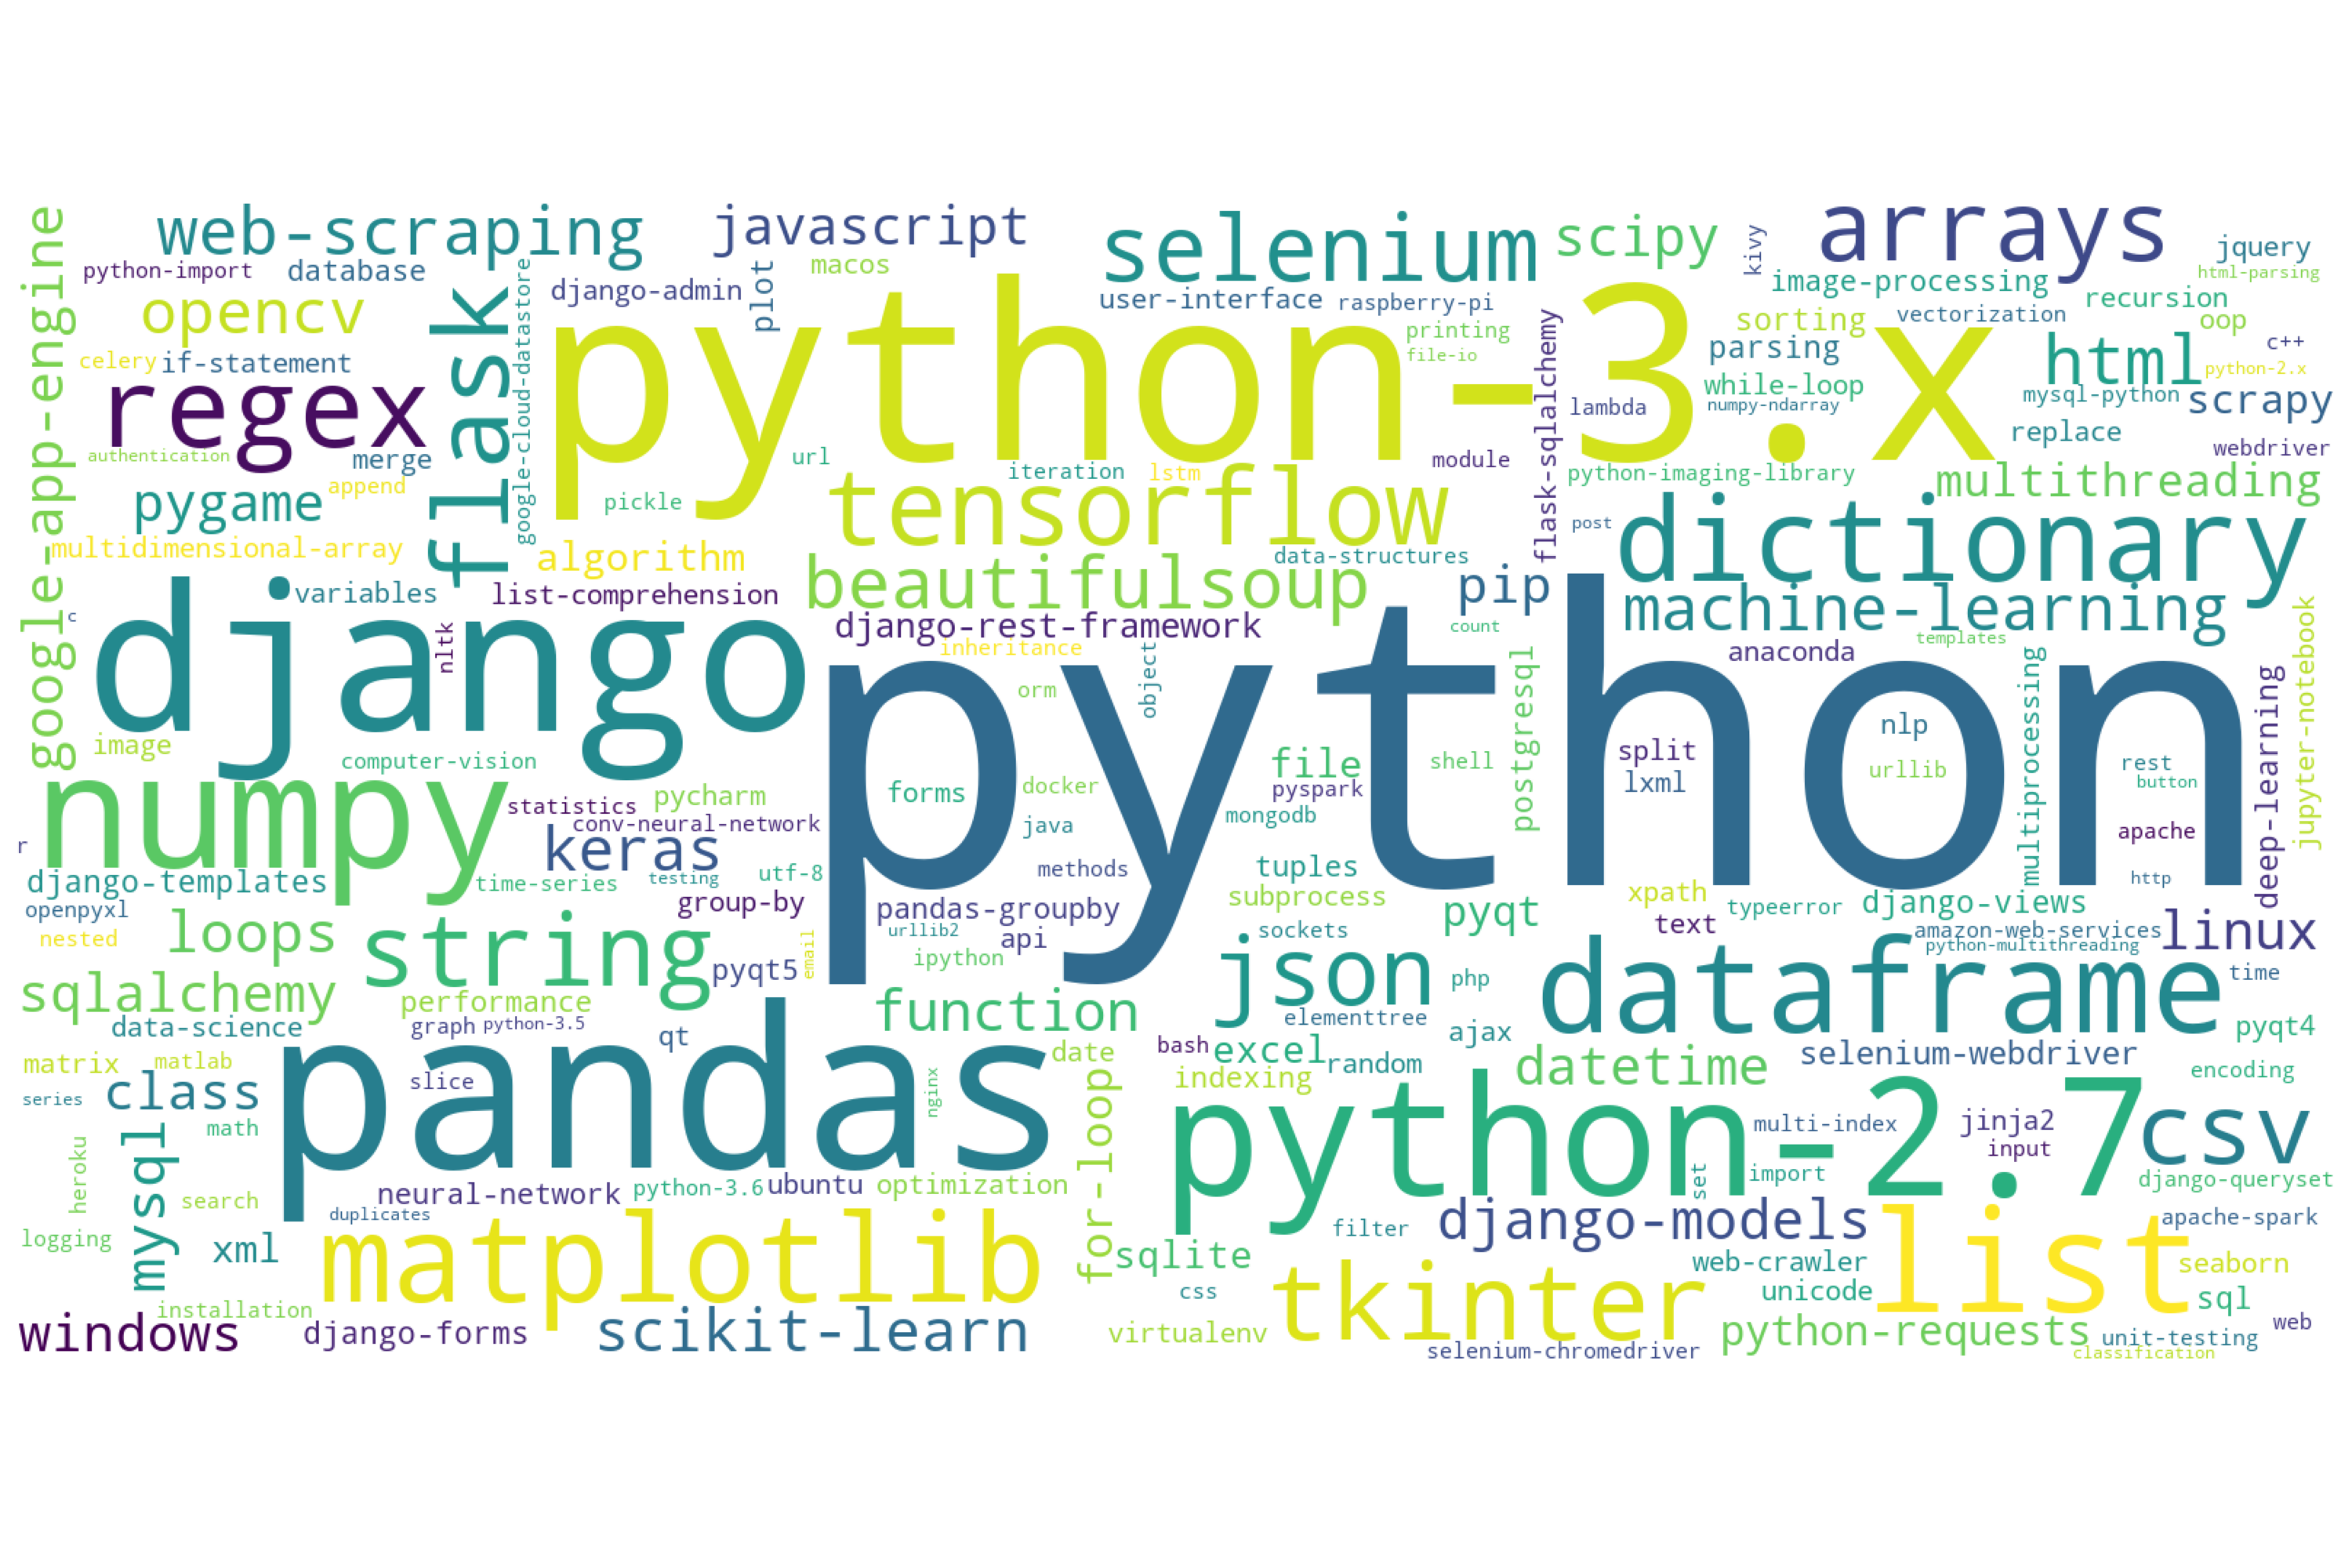 google-app-engine
web-scraping
javascript
selenium
scipy
kivy
arrays
jquery
python-import
database
django-admin
plot
macos
user-interface
raspberry-pi
image-processing
html-parsing
opencv
flask
google-cloud-datastore
python-3.x
printing
file-io
flask-sqlalchemy
sorting
vectorization
recursion
oop
celery
if-statement
parsing
html
c++
python-2.x
regex
while-loop
lambda
numpy-ndarray
mysql-python
scrapy
authentication
merge
url
iteration
lstm
module
replace
webdriver
pygame
append
pickle
tensorflow
python-imaging-library
multithreading
multidimensional-array
algorithm
data-structures
post
dictionary
django
variables
list-comprehension
beautifulsoup
pip
machine-learning
jupyter-notebook
c
nltk
django-rest-framework
inheritance
object
count
anaconda
templates
orm
python
postgresql
multiprocessing
deep-learning
image
computer-vision
file
shell
split
nlp
rest
numpy
statistics
pycharm
forms
docker
pyspark
lxml
urllib
button
conv-neural-network
java
mongodb
apache
r
keras
django-templates
time-series
testing
utf-8
methods
tuples
http
openpyxl
group-by
pandas-groupby
subprocess
pyqt
xpath
typeerror
django-views
nested
loops
string
email
urllib2
api
sockets
text
amazon-web-services
python-multithreading
linux
pyqt5
ipython
json
php
dataframe
time
sqlalchemy
performance
function
elementtree
data-science
graph
python-3.5
qt
ajax
pyqt4
matrix
matlab
pandas
date
bash
excel
random
datetime
selenium-webdriver
series
class
slice
nginx
for-loop
indexing
encoding
mysql
math
python-2.7
multi-index
jinja2
input
csv
heroku
search
neural-network
python-3.6
ubuntu
optimization
set
import
django-queryset
logging
xml
duplicates
matplotlib
filter
django-models
list
apache-spark
sqlite
web-crawler
seaborn
css
tkinter
unicode
sql
windows
installation
django-forms
scikit-learn
virtualenv
selenium-chromedriver
python-requests
unit-testing
classification
web